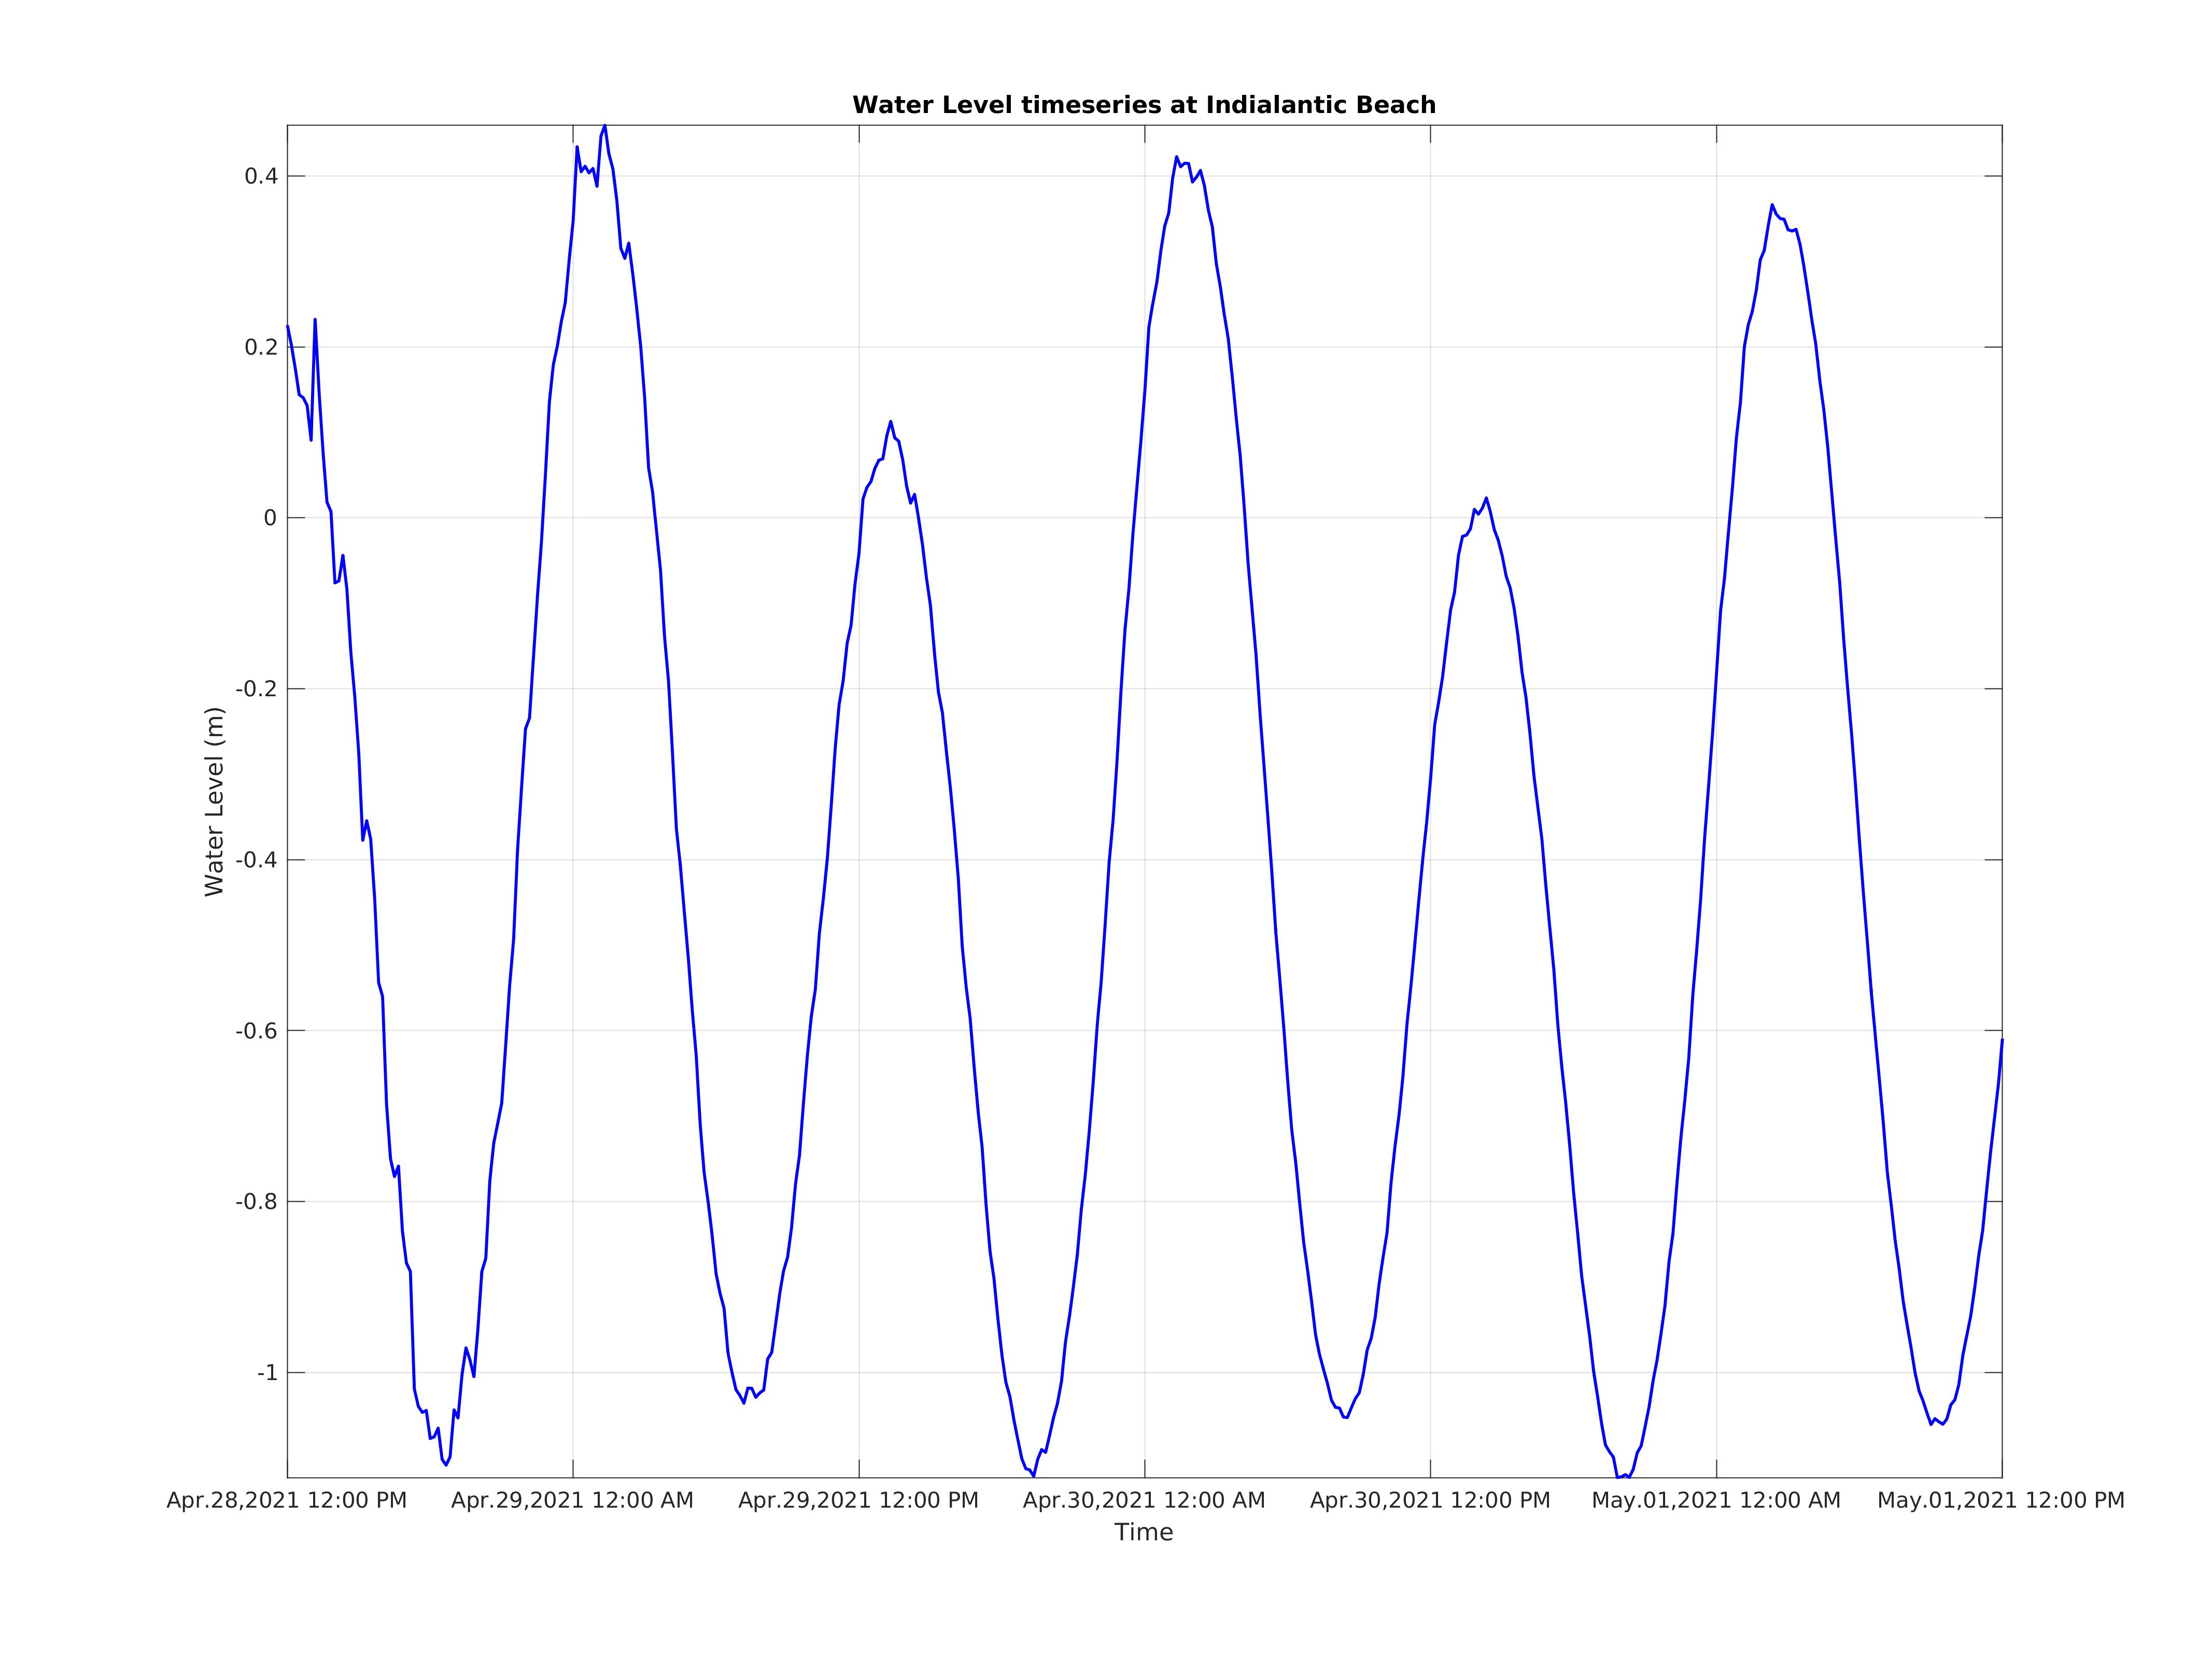 Water Level timeseries at Indialantic Beach
0.4
0.2
0
-0.2
-0.4
-0.6
-0.8
-1
Water Level (m)
Apr.28,2021 12:00 PM Apr.29,2021 12:00 AM Apr.29,2021 12:00 PM Apr.30,2021 12:00 AM Apr.30,2021 12:00 PM May.01,2021 12:00 AM May.01,2021 12:00 PM
Time